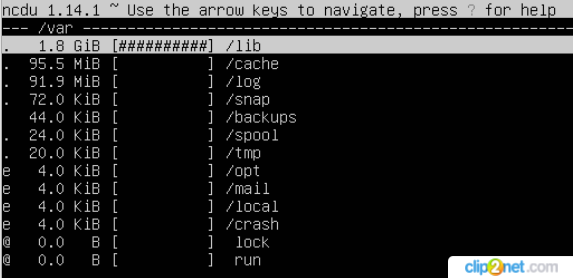 ncdu 1.14.1 ~ Use the arrow keys to navigate, press ? for help
--- /var ---------------------------------------------------------
. 1.8 GiB [##########] /lib
. 95.5 MiB [          ] /cache
. 91.9 MiB [          ] /log
. 72.0 KiB [          ] /snap
44.0 KiB [          ] /backups
. 24.0 KiB [          ] /spool
. 20.0 KiB [          ] /tmp
e 4.0 KiB [          ] /opt
e 4.0 KiB [          ] /mail
e 4.0 KiB [          ] /local
e 4.0 KiB [          ] /crash
@ 0.0 B [          ] lock
@ 0.0 B [          ] run
clip2net.com